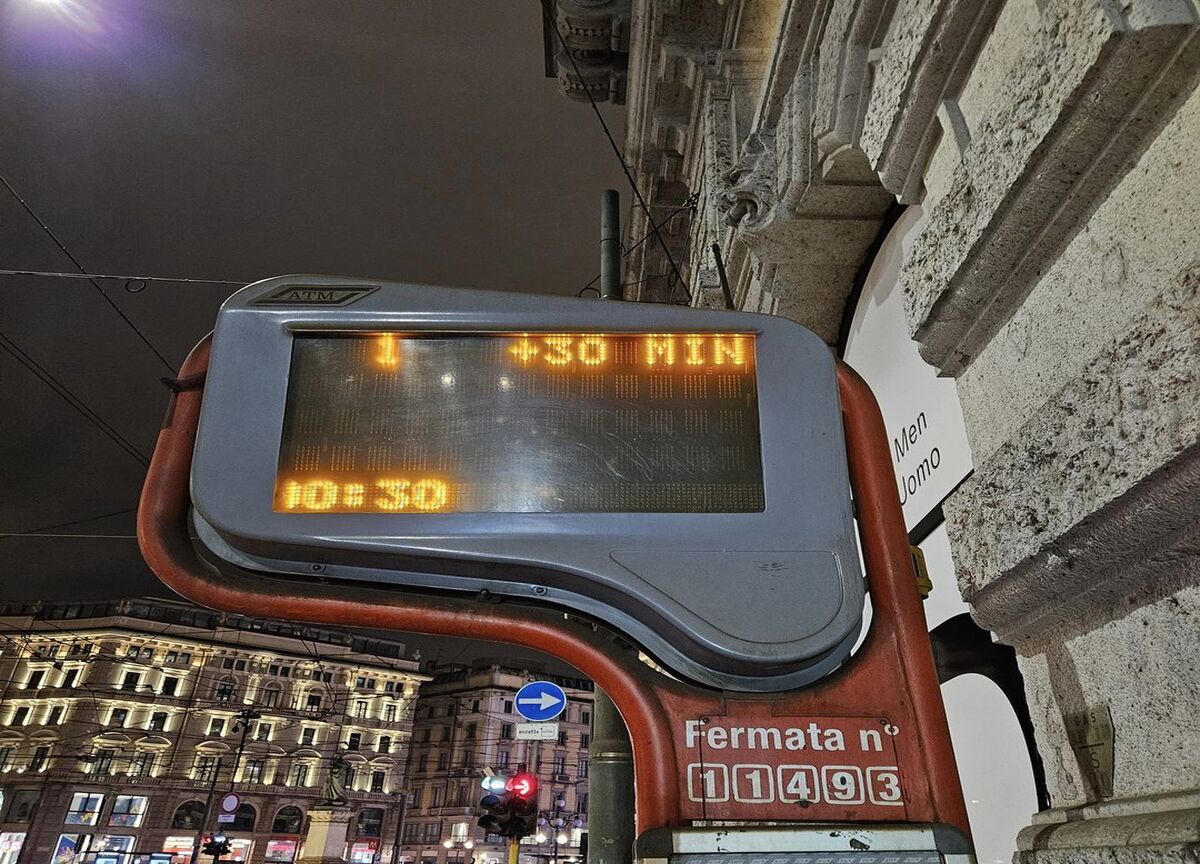 ATM
1 +30 MIN
10:30
Men
Uomo
Fermata n°
11493